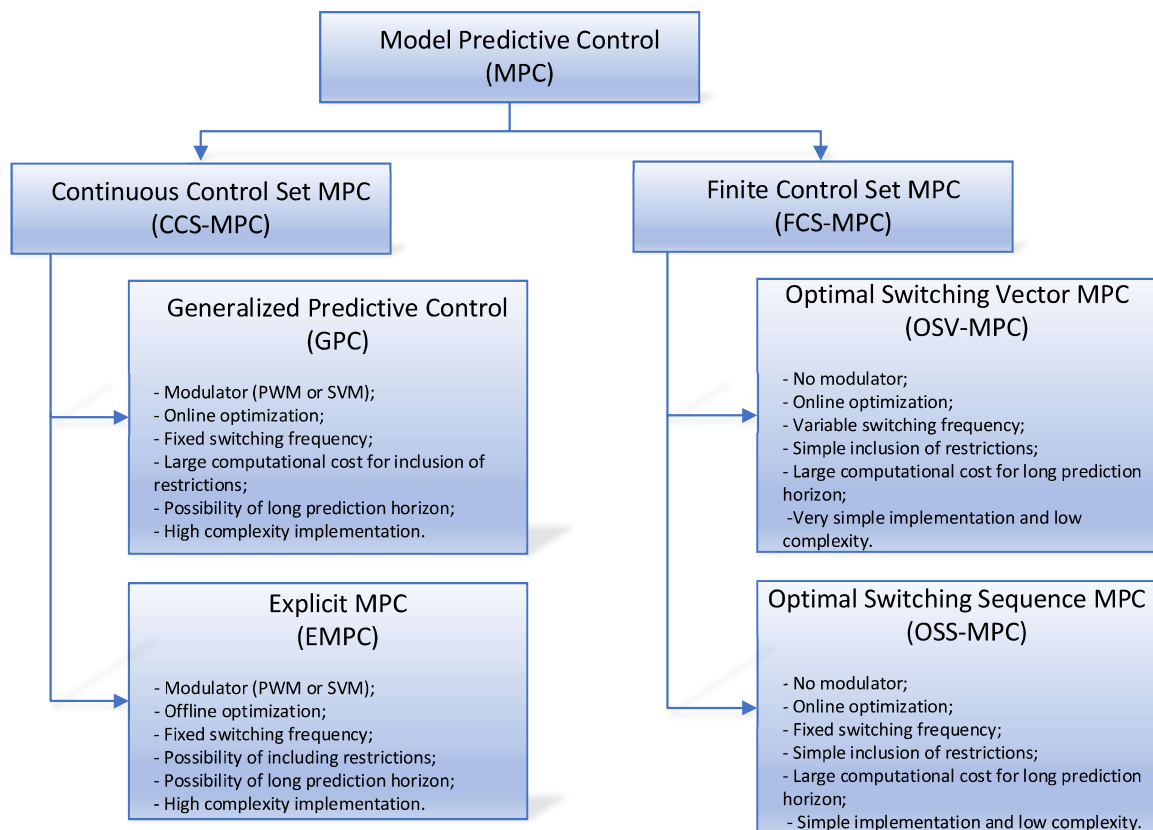 Model Predictive Control
(MPC)
Continuous Control Set MPC
(CCS-MPC)
Finite Control Set MPC
(FCS-MPC)
Generalized Predictive Control
(GPC)
- Modulator (PWM or SVM);
- Online optimization;
- Fixed switching frequency;
- Large computational cost for inclusion of
restrictions;
- Possibility of long prediction horizon;
- High complexity implementation.
Optimal Switching Vector MPC
(OSV-MPC)
- No modulator;
- Online optimization;
- Variable switching frequency;
- Simple inclusion of restrictions;
- Large computational cost for long prediction
horizon;
-Very simple implementation and low
complexity.
Explicit MPC
(EMPC)
- Modulator (PWM or SVM);
- Offline optimization;
- Fixed switching frequency;
- Possibility of including restrictions;
- Possibility of long prediction horizon;
- High complexity implementation.
Optimal Switching Sequence MPC
(OSS-MPC)
- No modulator;
- Online optimization;
- Fixed switching frequency;
- Simple inclusion of restrictions;
- Large computational cost for long prediction
horizon;
- Simple implementation and low complexity.